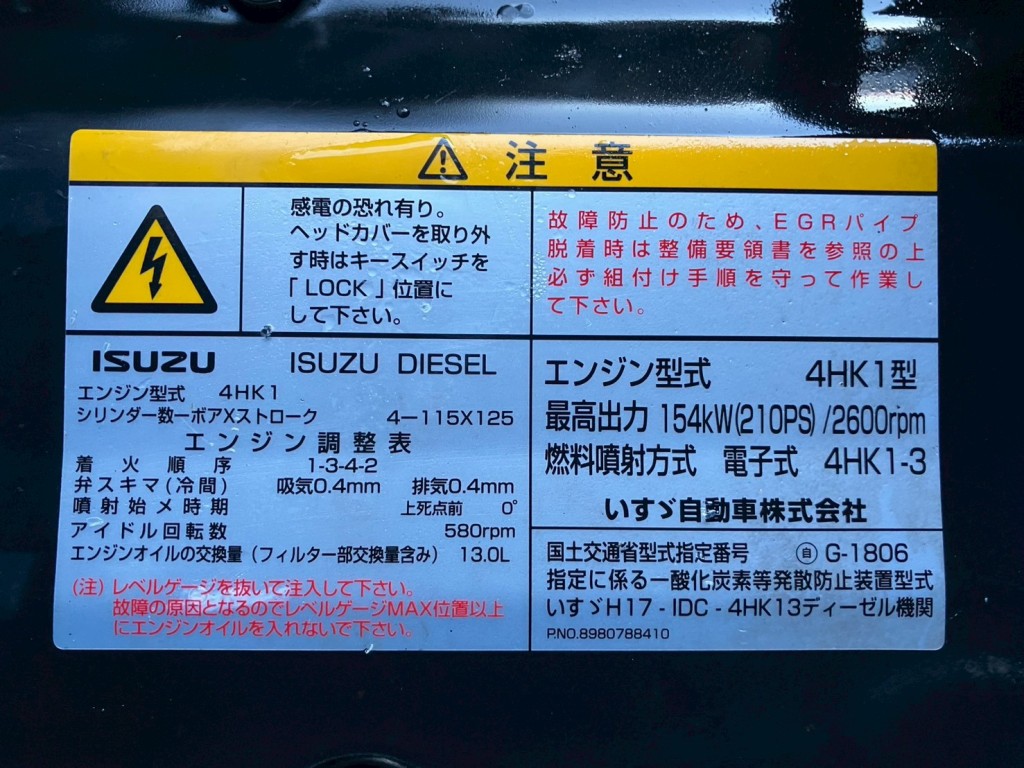 注意
感電の恐れ有り。
ヘッドカバーを取り外
す時はキースイッチを
「LOCK」位置に
して下さい。
故障防止のため、EGRパイプ
脱着時は整備要領書を参照の上
必ず組付け手順を守って作業し
て下さい。
ISUZU ISUZU DIESEL
エンジン型式 4HK1
シリンダー数ーボアXストローク 4-115X125
エンジン調整表
着火順序 1-3-4-2
弁スキマ(冷間) 吸気0.4mm 排気0.4mm
噴射始メ時期 上死点前 0°
アイドル回転数 580rpm
エンジンオイルの交換量(フィルター部交換量含み) 13.0L
(注)レベルゲージを抜いて注入して下さい。
故障の原因となるのでレベルゲージMAX位置以上
にエンジンオイルを入れないで下さい。
エンジン型式 4HK1型
最高出力 154kW(210PS)/2600rpm
燃料噴射方式 電子式 4HK1-3
いすゞ自動車株式会社
国土交通省型式指定番号 ㊠自 G-1806
指定に係る一酸化炭素等発散防止装置型式
いすゞH17-IDC-4HK13ディーゼル機関
P.NO.8980788410